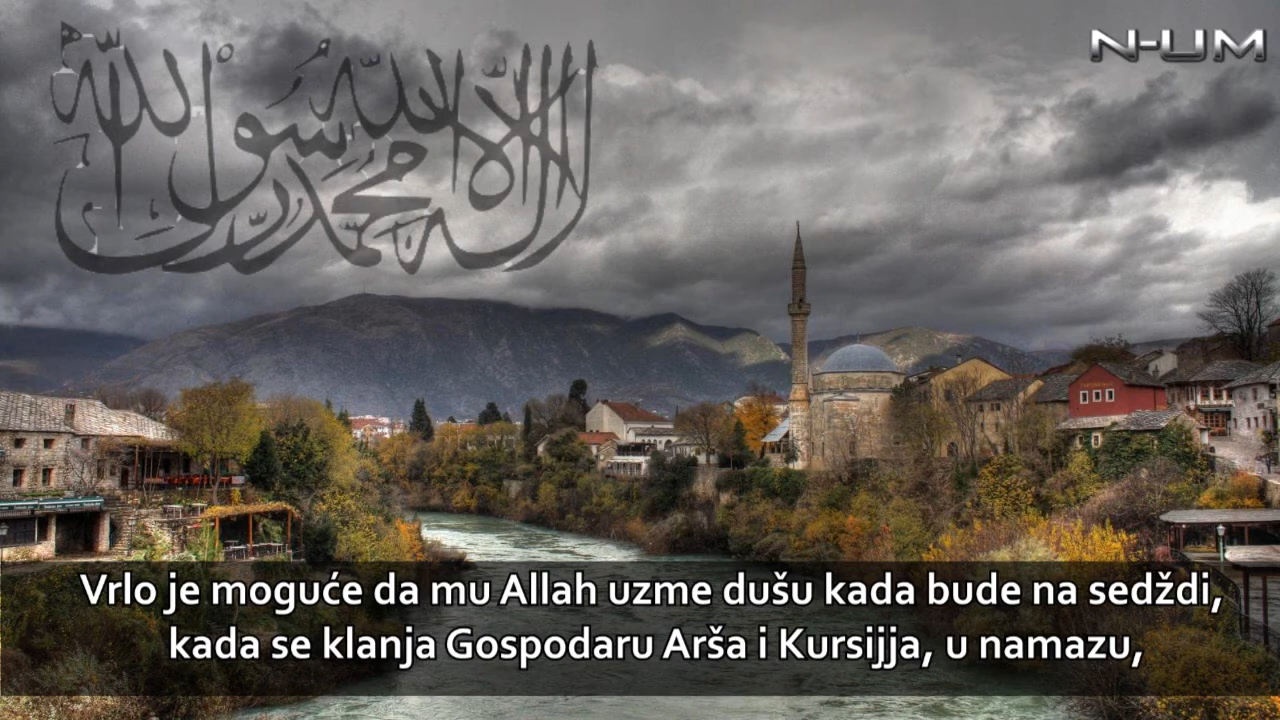 لا إله إلا الله محمد رسول الله
N-UM
Vrlo je moguće da mu Allah uzme dušu kada bude na sedždi,
kada se klanja Gospodaru Arša i Kursijja, u namazu,